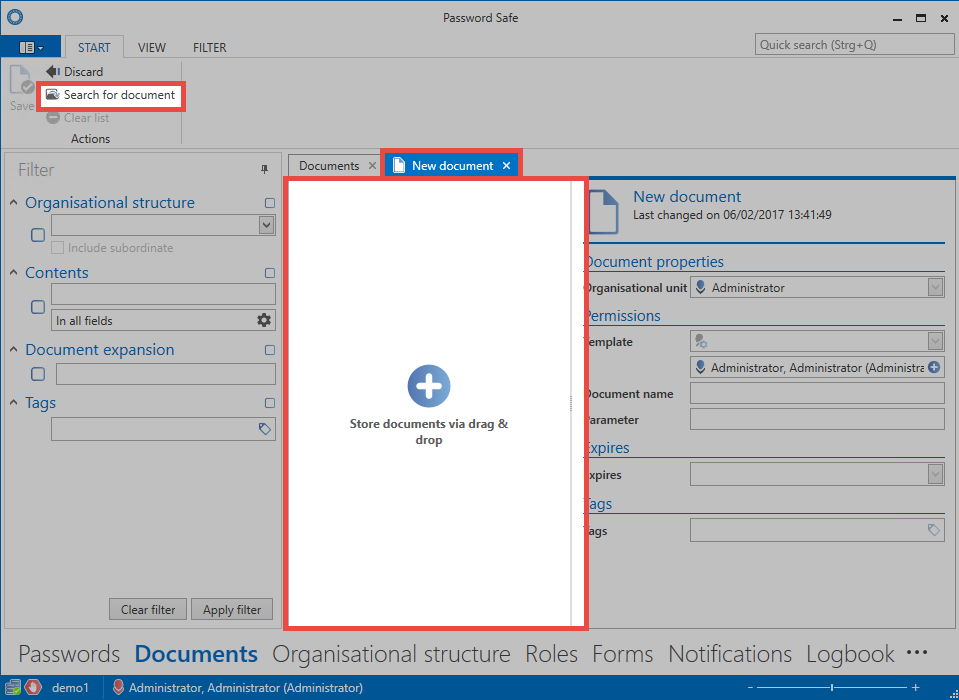 Password Safe
START VIEW FILTER
Quick search (Strg+Q)
Save
Discard
Search for document
Clear list
Actions
Filter
Organisational structure
Include subordinate
Contents
In all fields
Document expansion
Tags
Clear filter Apply filter
Documents
New document
Store documents via drag &
drop
New document
Last changed on 06/02/2017 13:41:49
Document properties
Organisational unit Administrator
Permissions
Template
Administrator, Administrator (Administra
Document name
Parameter
Expires
Expires
Tags
Tags
Passwords Documents Organisational structure Roles Forms Notifications Logbook •••
demo1 Administrator, Administrator (Administrator)